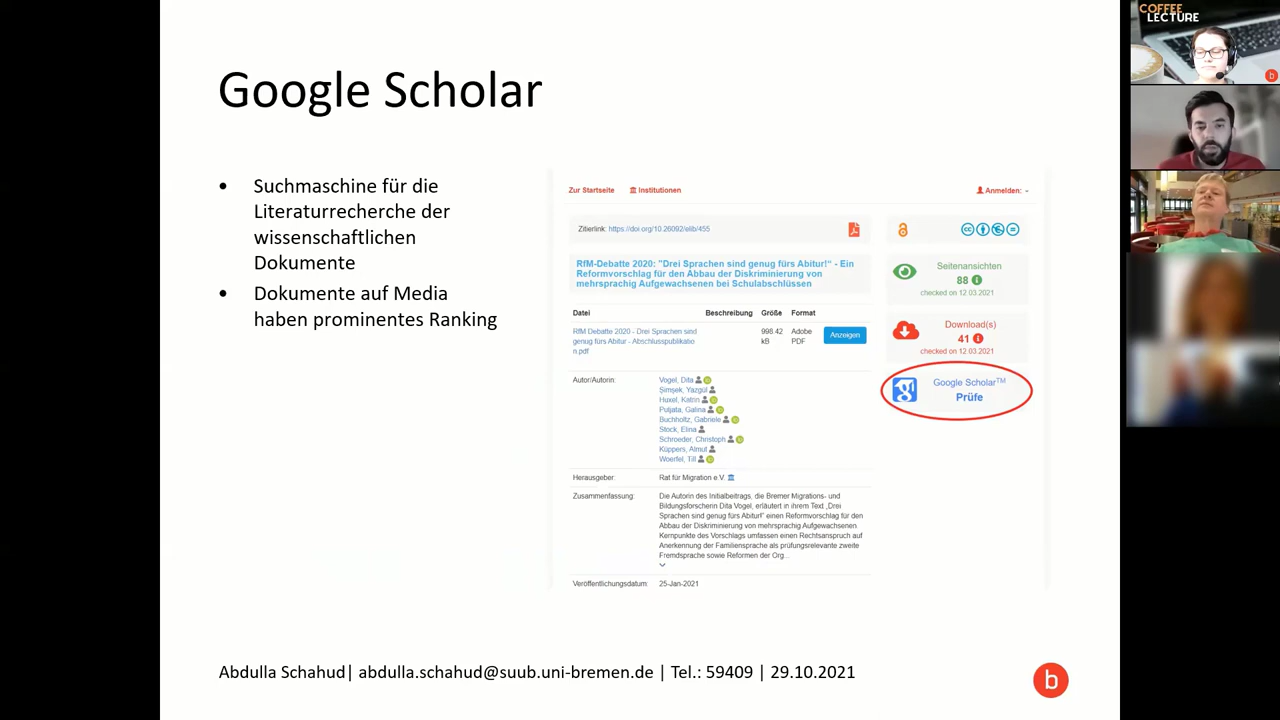 COFFEE
LECTURE
Google Scholar
• Suchmaschine für die
Literaturrecherche der
wissenschaftlichen
Dokumente
• Dokumente auf Media
haben prominentes Ranking
Zur Startseite Institutionen Anmelden:
Zitierlink: https://doi.org/10.26092/elib/455
RfM-Debatte 2020: "Drei Sprachen sind genug fürs Abitur!" - Ein
Reformvorschlag für den Abbau der Diskriminierung von
mehrsprachig Aufgewachsenen bei Schulabschlüssen
Datei Beschreibung Größe Format
RfM Debatte 2020 - Drei Sprachen sind
genug fürs Abitur - Abschlusspublikatio
n.pdf
998.42
kB
Adobe
PDF
Anzeigen
Autor/Autorin:
Vogel, Dita
Şimşek, Yazgül
Huxel, Katrin
Putjata, Galina
Buchholtz, Gabriele
Stock, Elina
Schroeder, Christoph
Küppers, Almut
Woerfel, Till
Herausgeber: Rat für Migration e.V.
Zusammenfassung:
Die Autorin des Initialbeitrags, die Bremer Migrations- und
Bildungsforscherin Dita Vogel, erläutert in ihrem Text „Drei
Sprachen sind genug fürs Abitur!" einen Reformvorschlag für den
Abbau der Diskriminierung von mehrsprachig Aufgewachsenen
Kernpunkte des Vorschlags umfassen einen Rechtsanspruch auf
Anerkennung der Familiensprache als prüfungsrelevante zweite
Fremdsprache sowie Reformen der Org...
Veröffentlichungsdatum: 25-Jan-2021
cc
Seitenansichten
88
checked on 12.03.2021
Download(s)
41
checked on 12.03.2021
Google Scholar™
Prüfe
Abdulla Schahud| abdulla.schahud@suub.uni-bremen.de | Tel.: 59409 | 29.10.2021
b
b